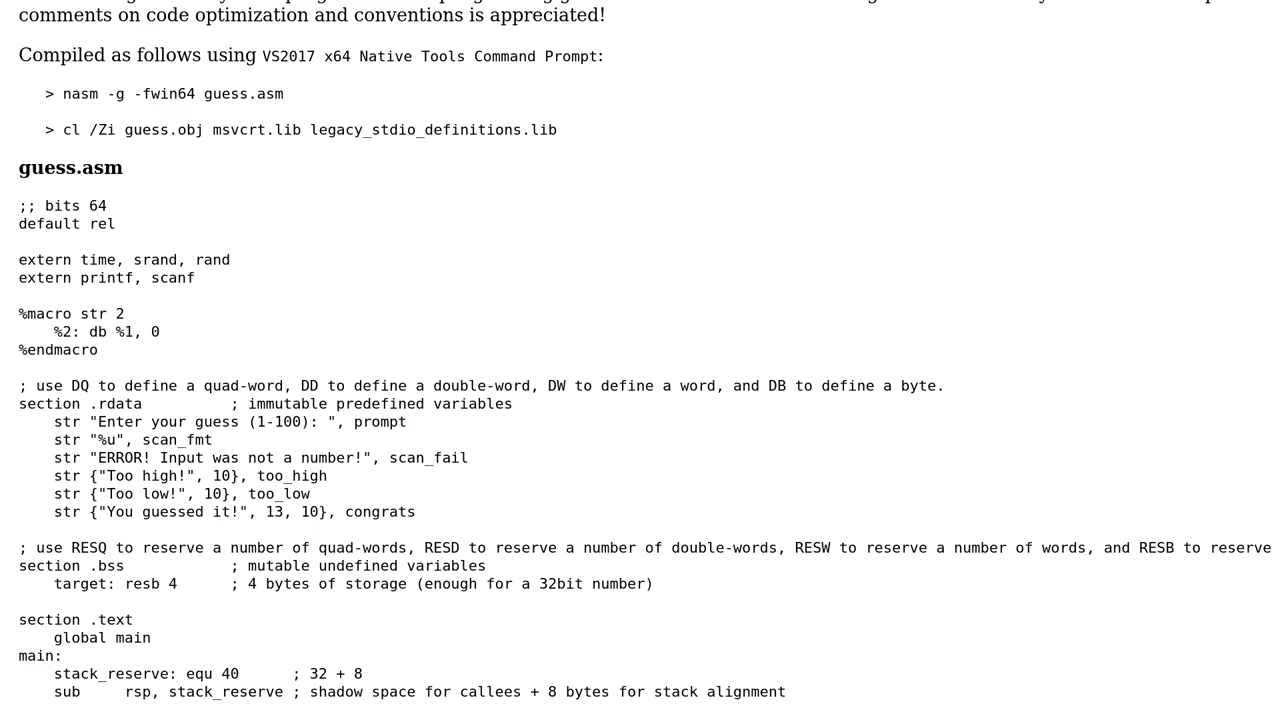 comments on code optimization and conventions is appreciated!
Compiled as follows using VS2017 x64 Native Tools Command Prompt:
> nasm -g -fwin64 guess.asm
> cl /Zi guess.obj msvcrt.lib legacy_stdio_definitions.lib
guess.asm
;; bits 64
default rel
extern time, srand, rand
extern printf, scanf
%macro str 2
    %2: db %1, 0
%endmacro
; use DQ to define a quad-word, DD to define a double-word, DW to define a word, and DB to define a byte.
section .rdata          ; immutable predefined variables
    str "Enter your guess (1-100): ", prompt
    str "%u", scan_fmt
    str "ERROR! Input was not a number!", scan_fail
    str {"Too high!", 10}, too_high
    str {"Too low!", 10}, too_low
    str {"You guessed it!", 13, 10}, congrats
; use RESQ to reserve a number of quad-words, RESD to reserve a number of double-words, RESW to reserve a number of words, and RESB to reserve
section .bss            ; mutable undefined variables
    target: resb 4      ; 4 bytes of storage (enough for a 32bit number)
section .text
    global main
main:
    stack_reserve: equ 40      ; 32 + 8
    sub     rsp, stack_reserve ; shadow space for callees + 8 bytes for stack alignment